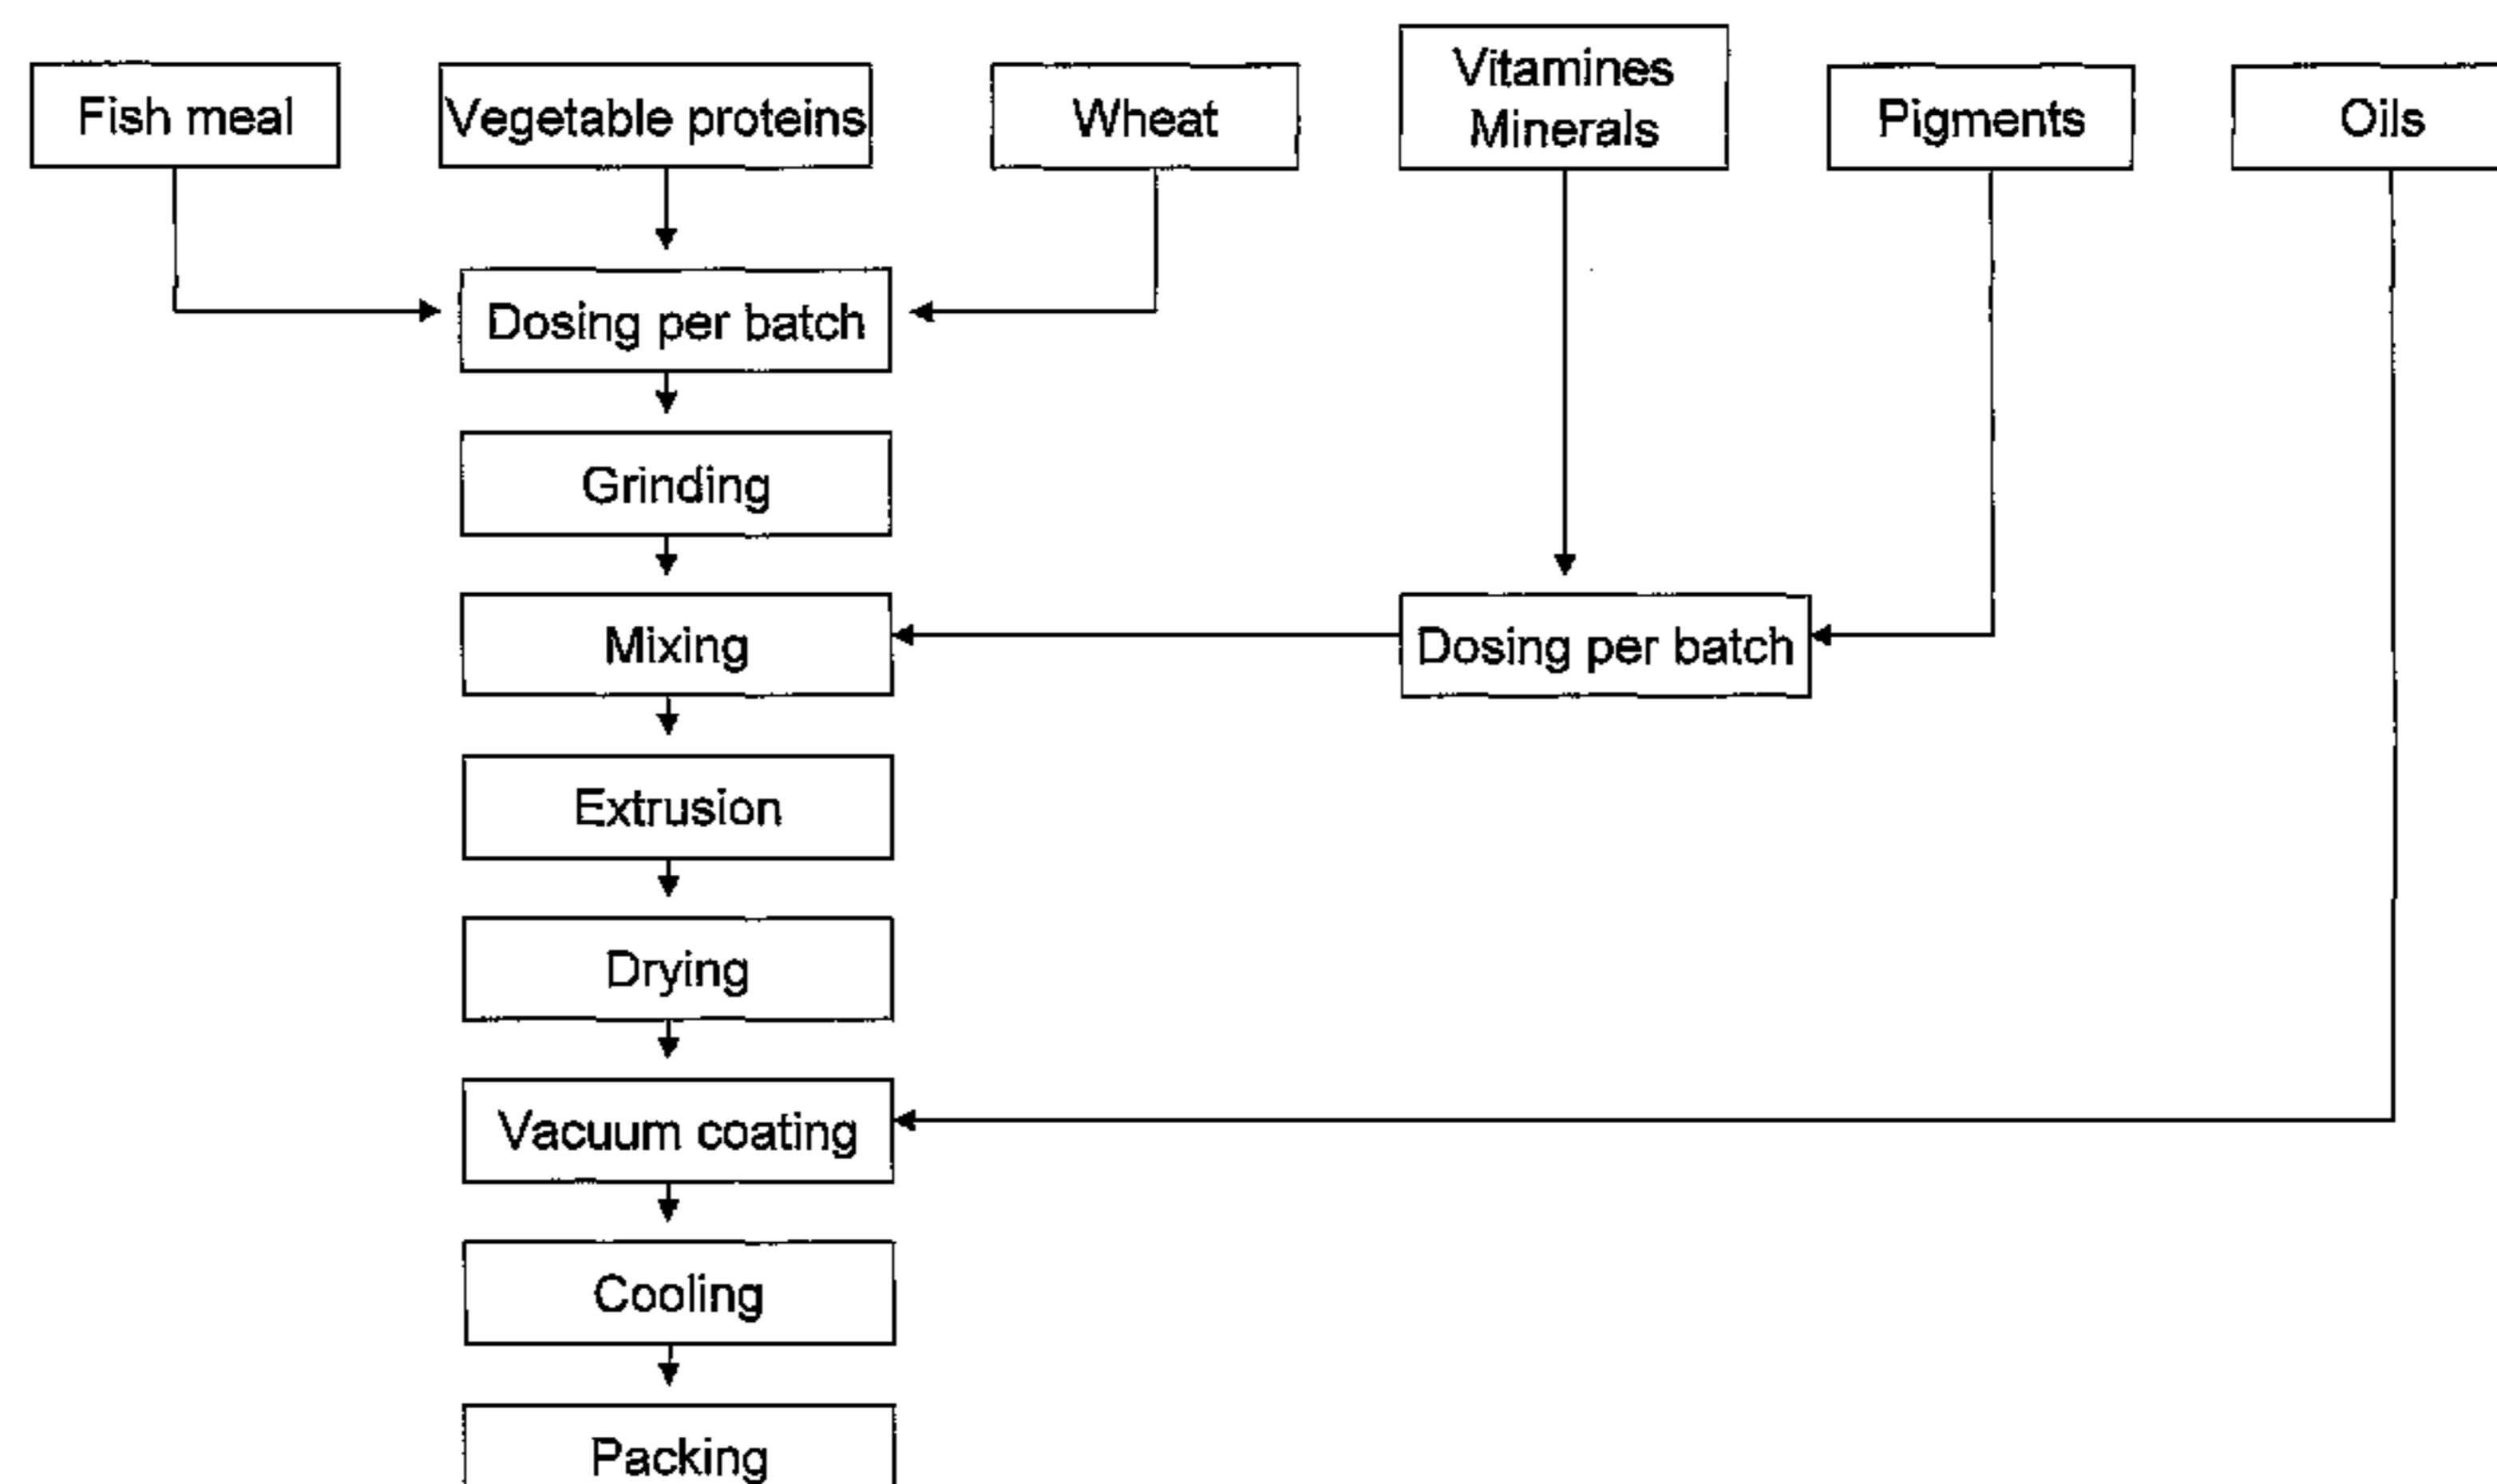 Fish meal
Vegetable proteins
Wheat
Vitamines
Minerals
Pigments
Oils
Dosing per batch
Grinding
Mixing
Dosing per batch
Extrusion
Drying
Vacuum coating
Cooling
Packing